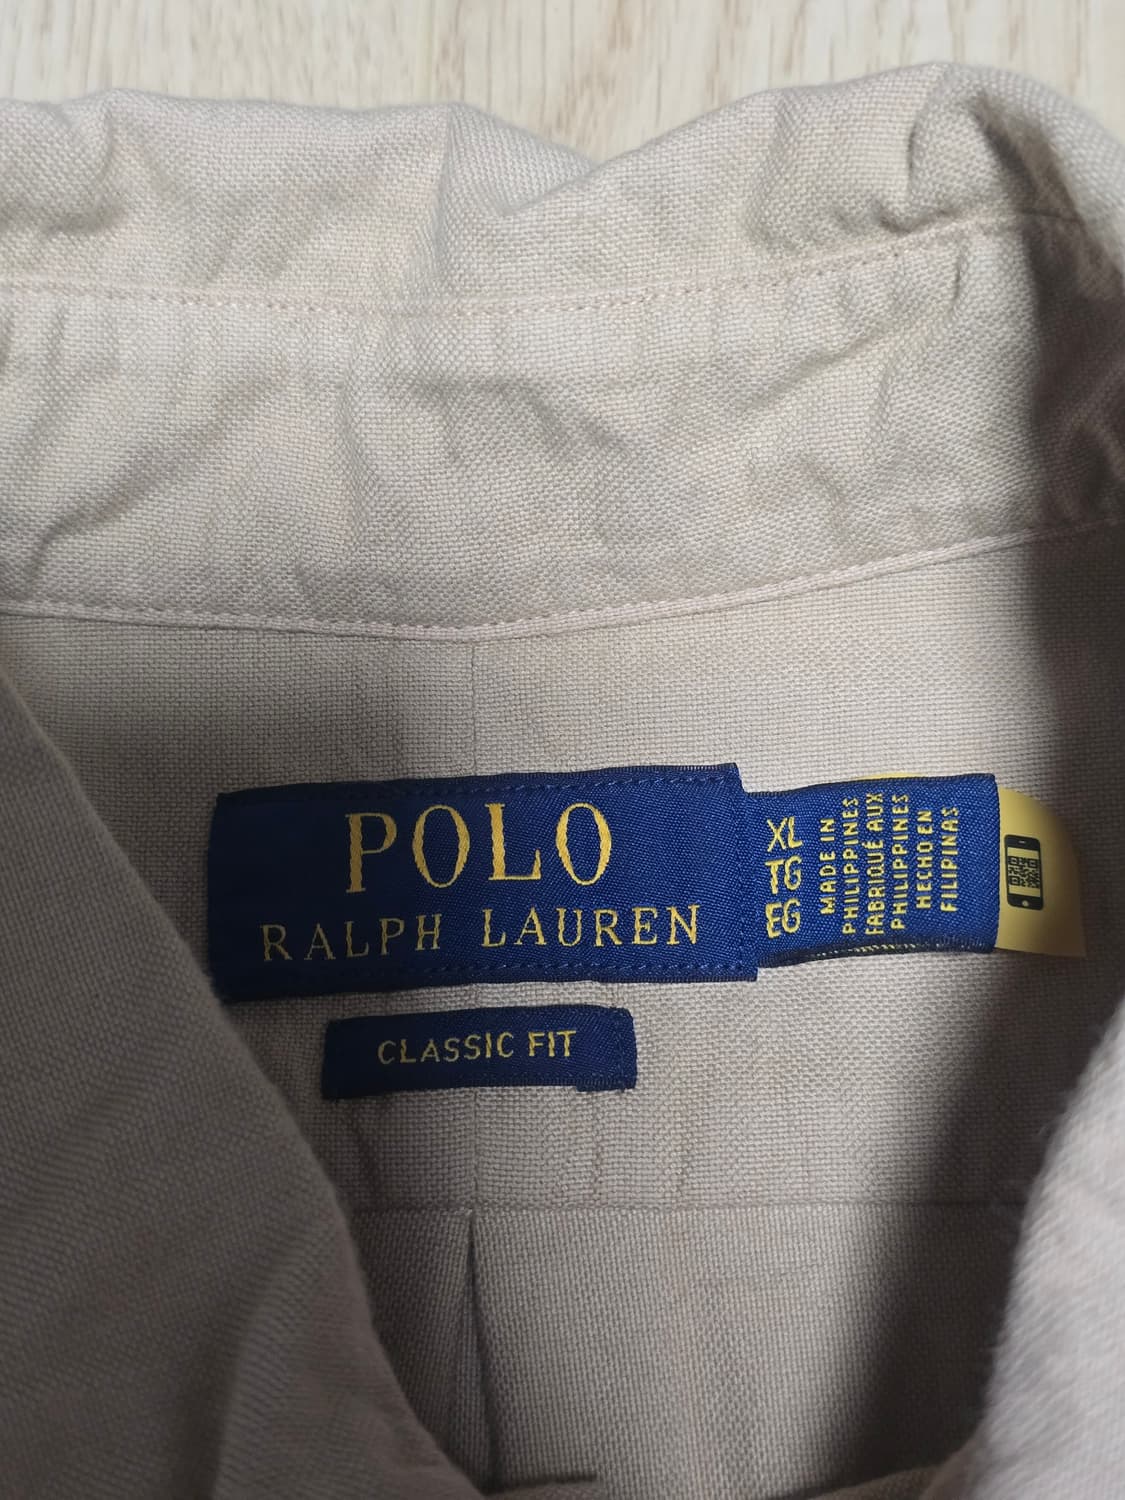 POLO
RALPH LAUREN
CLASSIC FIT
XL
TG
EG
MADE IN
PHILIPPINES
FABRIQUÉ AUX
PHILIPPINES
HECHO EN
FILIPINAS